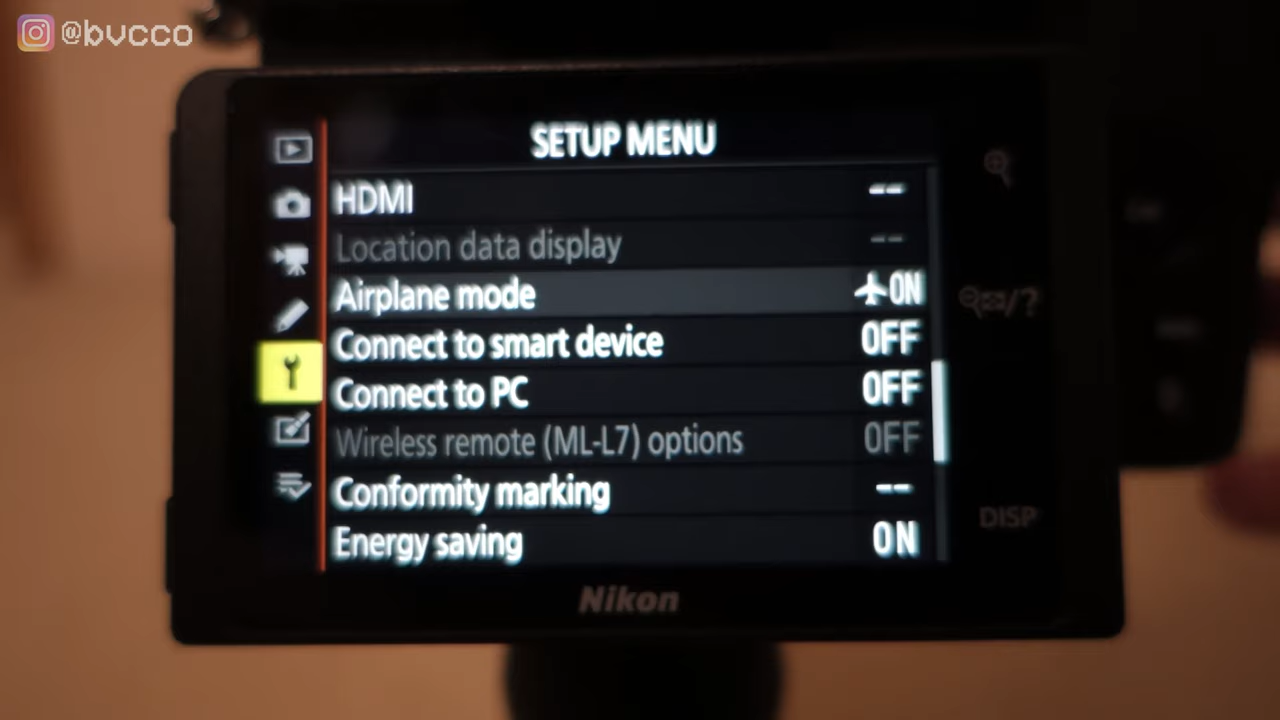 @bvcco
SETUP MENU
HDMI --
Location data display --
Airplane mode ON
Connect to smart device OFF
Connect to PC OFF
Wireless remote (ML-L7) options OFF
Conformity marking --
Energy saving ON
/?
DISP
Nikon